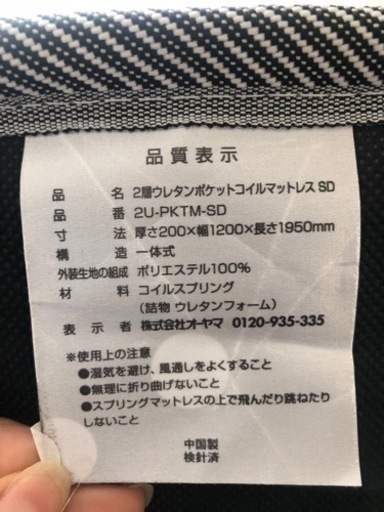 品質表示
品 名 2層ウレタンポケットコイルマットレス SD
品 番 2U-PKTM-SD
寸 法 厚さ200×幅1200×長さ1950mm
構 造 一体式
外装生地の組成 ポリエステル100%
材 料 コイルスプリング
(詰物 ウレタンフォーム)
表 示 者 株式会社オーヤマ 0120-935-335
※使用上の注意
●湿気を避け、風通しをよくすること
●無理に折り曲げないこと
●スプリングマットレスの上で飛んだり跳ねたり
しないこと
中国製
検針済